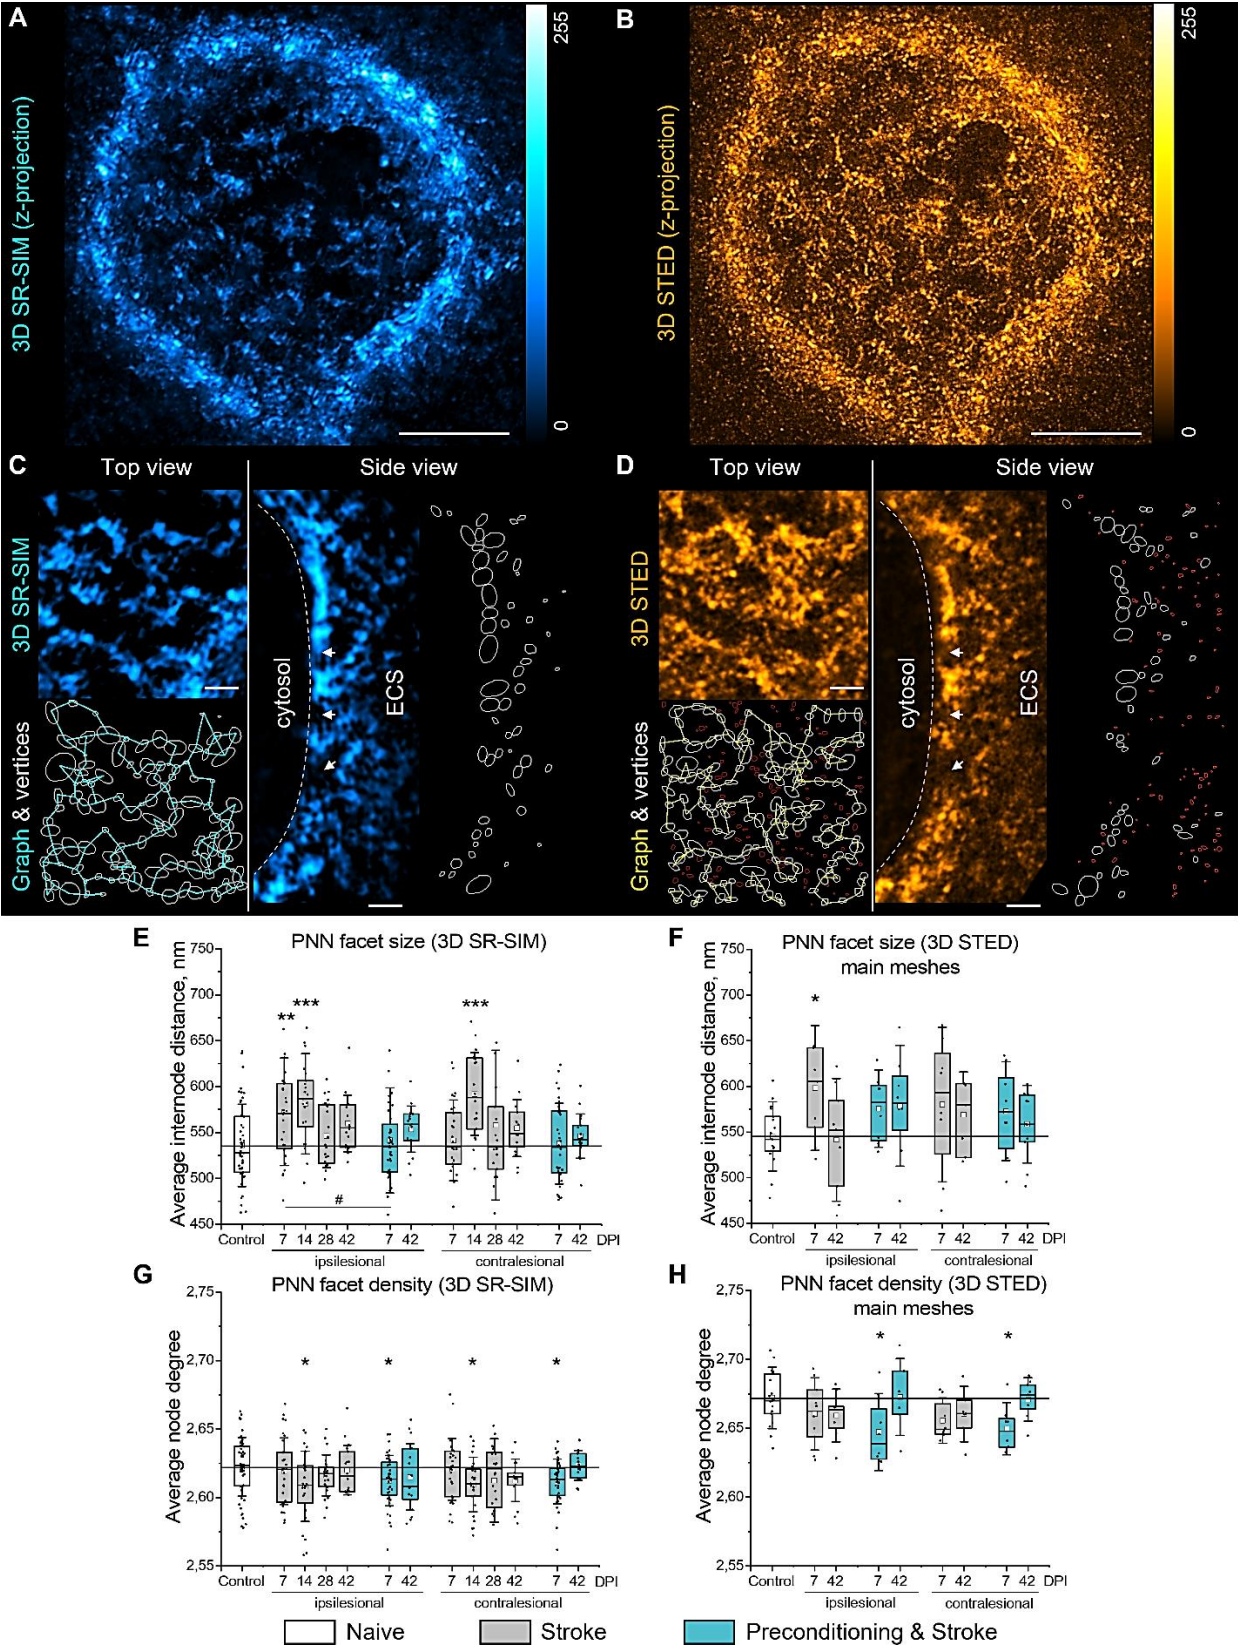 A
3D SR-SIM (z-projection)
255
0
B
3D STED (z-projection)
255
0
C
Top view
Side view
3D SR-SIM
Graph & vertices
cytosol
ECS
D
Top view
Side view
3D STED
Graph & vertices
cytosol
ECS
E
PNN facet size (3D SR-SIM)
Average internode distance, nm
750
700
650
600
550
500
450
**
***
***
#
Control
7 14 28 42 7 42 7 14 28 42 7 42 DPI
ipsilesional
contralesional
F
PNN facet size (3D STED)
main meshes
Average internode distance, nm
750
700
650
600
550
500
450
*
Control
7 42 7 42 7 42 7 42 DPI
ipsilesional
contralesional
G
PNN facet density (3D SR-SIM)
Average node degree
2,75
2,70
2,65
2,60
2,55
* * * *
Control
7 14 28 42 7 42 7 14 28 42 7 42 DPI
ipsilesional
contralesional
H
PNN facet density (3D STED)
main meshes
Average node degree
2,75
2,70
2,65
2,60
2,55
* *
Control
7 42 7 42 7 42 7 42 DPI
ipsilesional
contralesional
Naive
Stroke
Preconditioning & Stroke